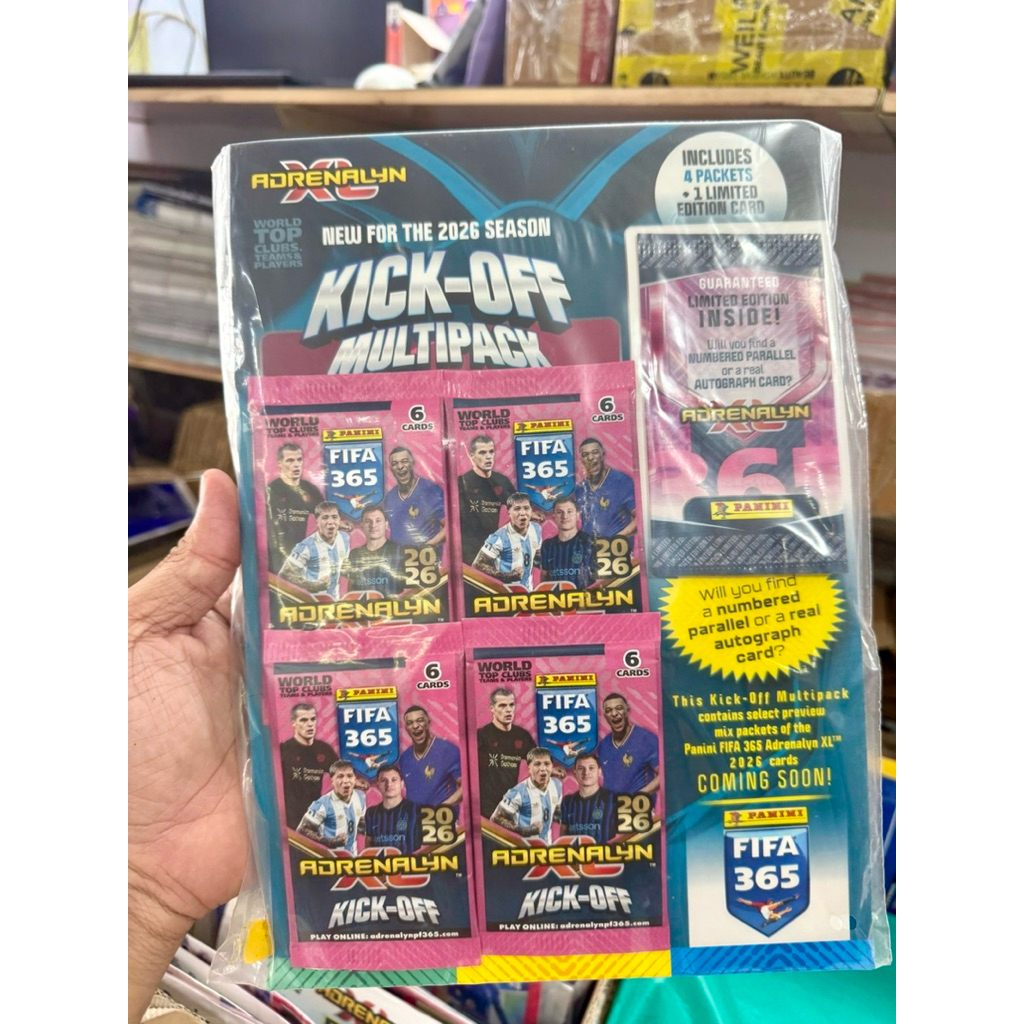 WEILA
ADRENALYN XL
WORLD
TOP
CLUBS,
TEAMS &
PLAYERS
INCLUDES
4 PACKETS
+ 1 LIMITED
EDITION CARD
NEW FOR THE 2026 SEASON
KICK-OFF
MULTIPACK
GUARANTEED
LIMITED EDITION
INSIDE!
Will you find a
NUMBERED PARALLEL
or a real
AUTOGRAPH CARD?
ADRENALYN
XL
365
PANINI
WORLD
TOP CLUBS
TEAMS & PLAYERS
6
CARDS
PANINI
FIFA
365
2026
ADRENALYN
WORLD
TOP CLUBS
TEAMS & PLAYERS
6
CARDS
PANINI
FIFA
365
2026
ADRENALYN
Will you find
a numbered
parallel or a real
autograph
card?
WORLD
TOP CLUBS
TEAMS & PLAYERS
6
CARDS
PANINI
FIFA
365
2026
ADRENALYN
XL
KICK-OFF
PLAY ONLINE: adrenalynpf365.com
WORLD
TOP CLUBS
TEAMS & PLAYERS
6
CARDS
PANINI
FIFA
365
2026
ADRENALYN
XL
KICK-OFF
PLAY ONLINE: adrenalynpf365.com
This Kick-Off Multipack
contains select preview
mix packets of the
Panini FIFA 365 Adrenalyn XL™
2026 cards
COMING SOON!
PANINI
FIFA
365
ADRENALYN